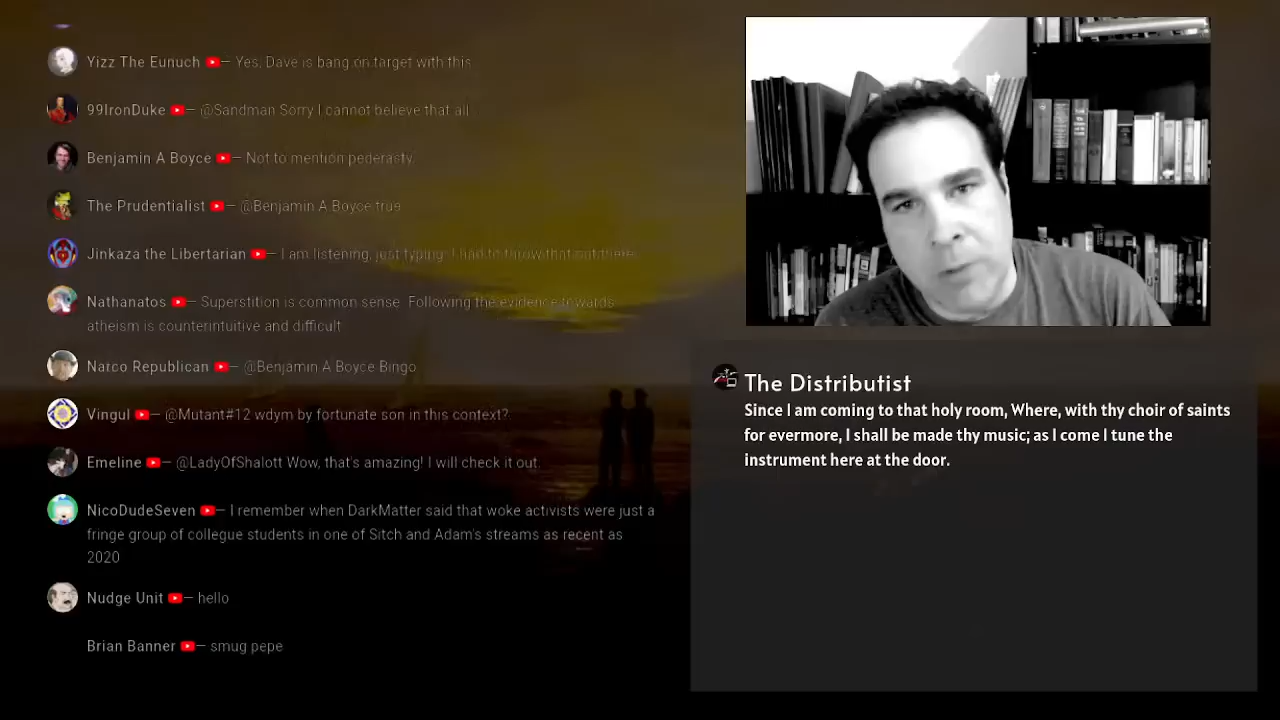 Yizz The Eunuch — Yes, Dave is bang on target with this
99IronDuke — @Sandman Sorry I cannot believe that all.
Benjamin A Boyce — Not to mention pederasty.
The Prudentialist — @Benjamin A Boyce true
Jinkaza the Libertarian — I am listening, just typing! I had to throw that out there.
Nathanatos — Superstition is common sense. Following the evidence towards
atheism is counterintuitive and difficult
Narco Republican — @Benjamin A Boyce Bingo
Vingul — @Mutant#12 wdym by fortunate son in this context?
Emeline — @LadyOfShalott Wow, that's amazing! I will check it out.
NicoDudeSeven — I remember when DarkMatter said that woke activists were just a
fringe group of collegue students in one of Sitch and Adam's streams as recent as
2020
Nudge Unit — hello
Brian Banner — smug pepe
The Distributist
Since I am coming to that holy room, Where, with thy choir of saints
for evermore, I shall be made thy music; as I come I tune the
instrument here at the door.